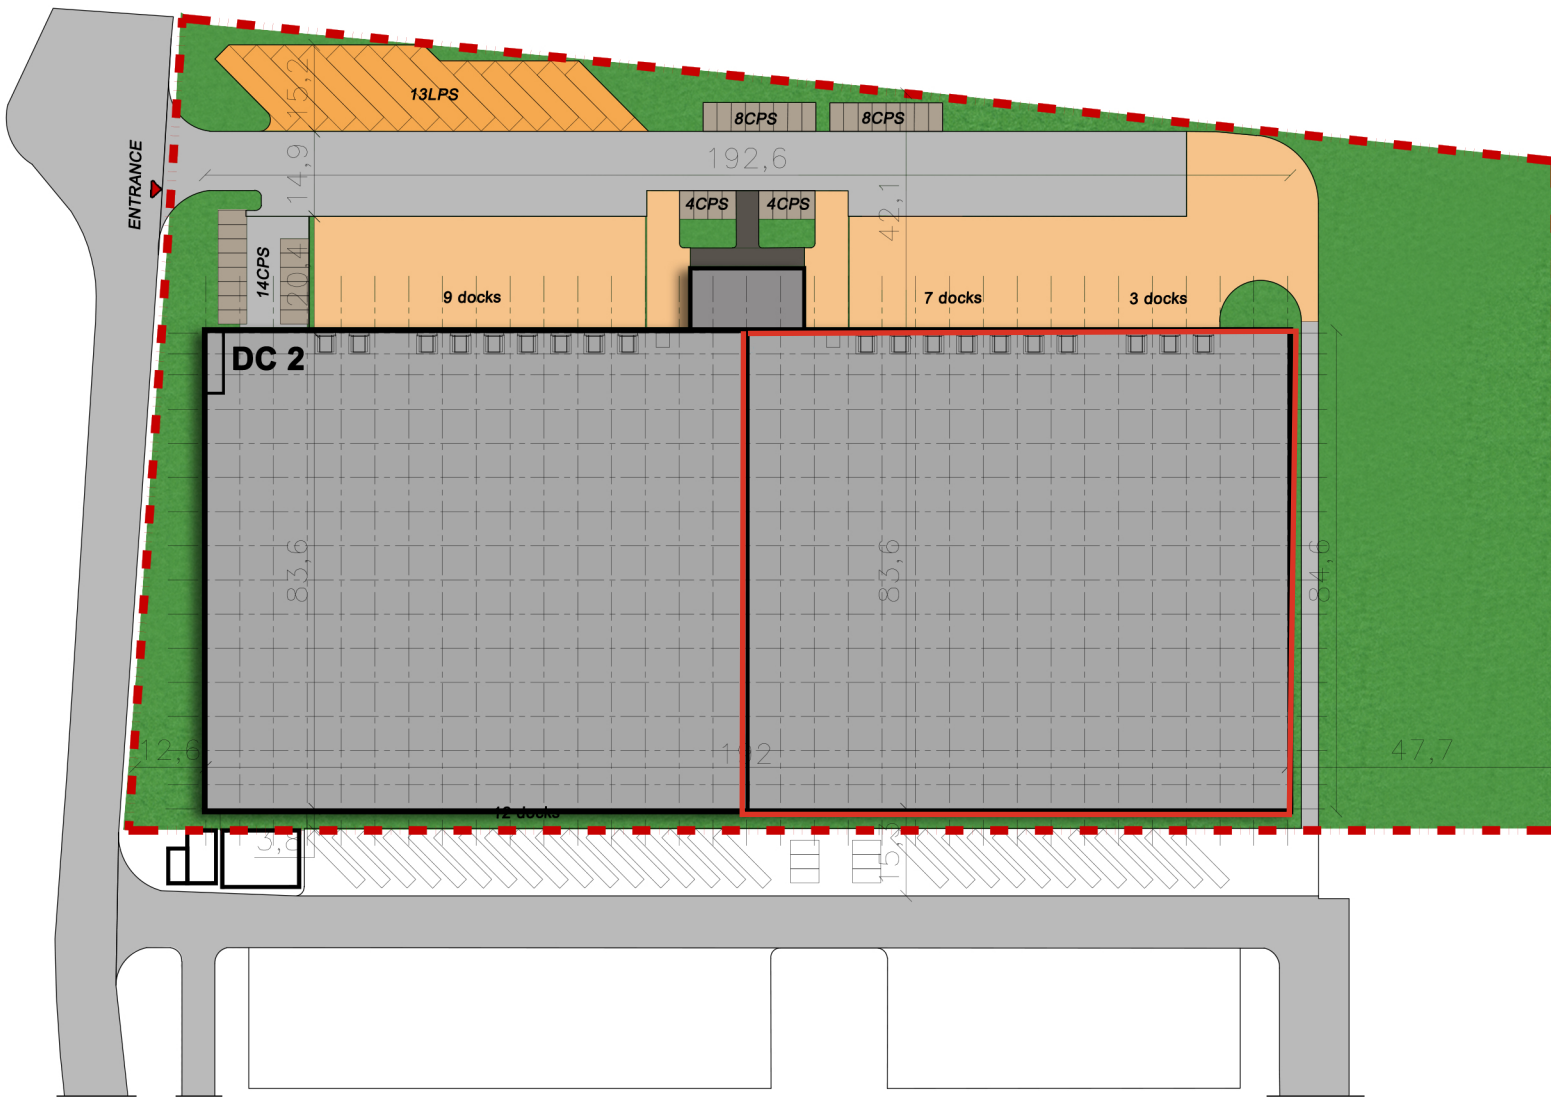 13LPS
15,2
8CPS
8CPS
ENTRANCE
14,9
192,6
4CPS
4CPS
42,1
14CPS
20,4
9 docks
7 docks
3 docks
DC 2
83,6
83,6
84,6
12,6
192
47,7
12 docks